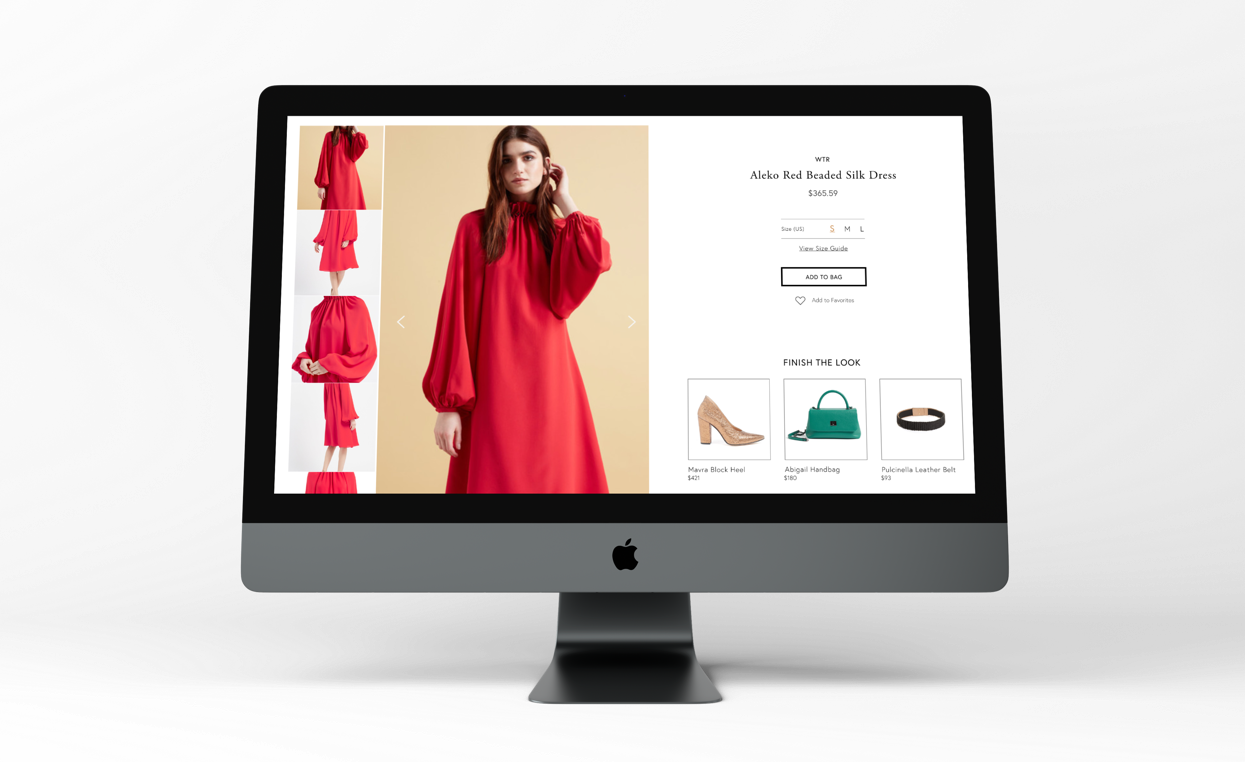 WTR
Aleko Red Beaded Silk Dress
$365.59
Size (US) S M L
View Size Guide
ADD TO BAG
Add to Favorites
FINISH THE LOOK
Mavra Block Heel
$421
Abigail Handbag
$180
Pulcinella Leather Belt
$93